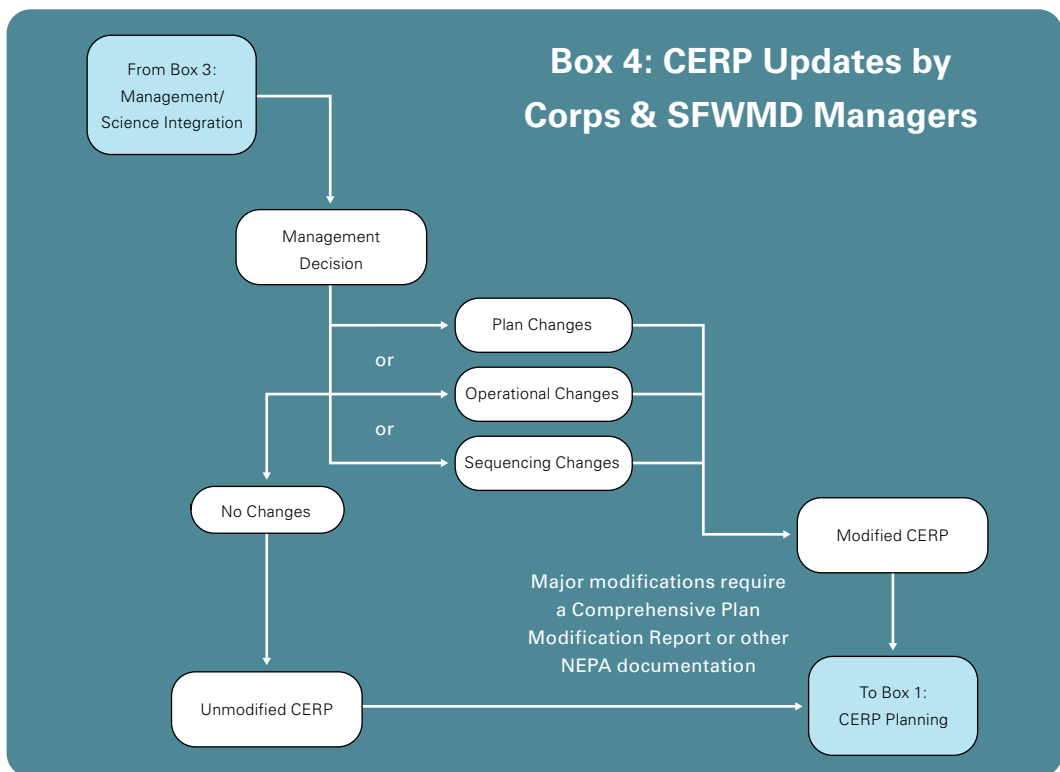 Box 4: CERP Updates by
Corps & SFWMD Managers
From Box 3:
Management/
Science Integration
Management
Decision
Plan Changes
or
Operational Changes
or
Sequencing Changes
No Changes
Modified CERP
Major modifications require
a Comprehensive Plan
Modification Report or other
NEPA documentation
Unmodified CERP
To Box 1:
CERP Planning